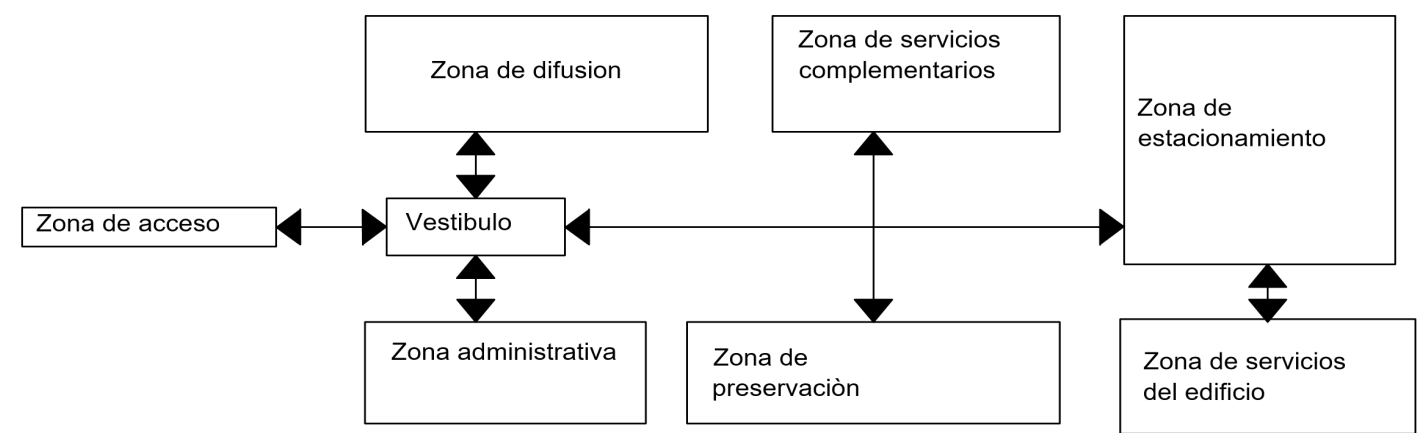 Zona de difusion
Zona de servicios
complementarios
Zona de
estacionamiento
Zona de acceso
Vestibulo
Zona administrativa
Zona de
preservaciòn
Zona de servicios
del edificio